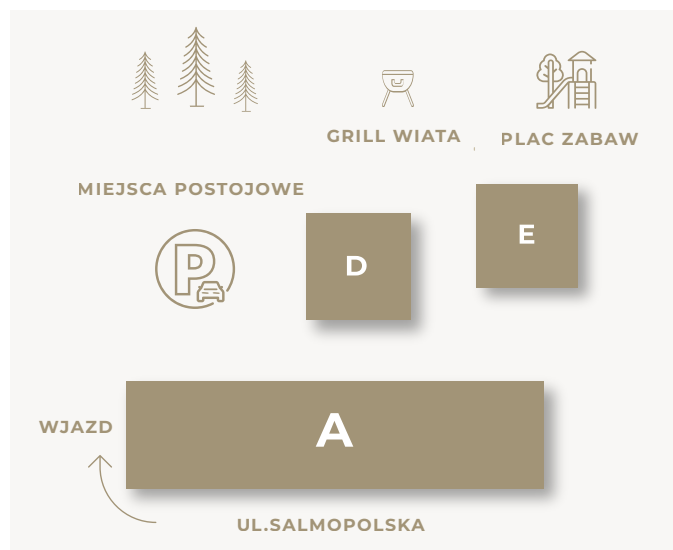 GRILL WIATA
PLAC ZABAW
MIEJSCA POSTOJOWE
P
D
E
A
WJAZD
UL.SALMOPOLSKA